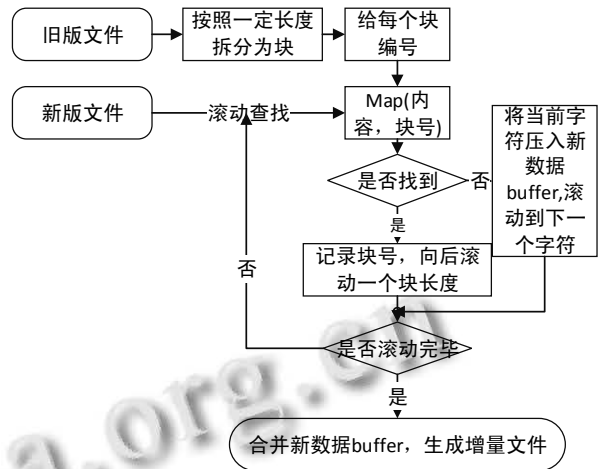 旧版文件
按照一定长度
拆分为块
给每个块
编号
新版文件
滚动查找
Map(内
容，块号)
将当前字
符压入新
数据
buffer,滚
动到下一
个字符
是否找到
否
是
记录块号，向后滚
动一个块长度
否
是否滚动完毕
是
合并新数据buffer，生成增量文件
a.org.cn